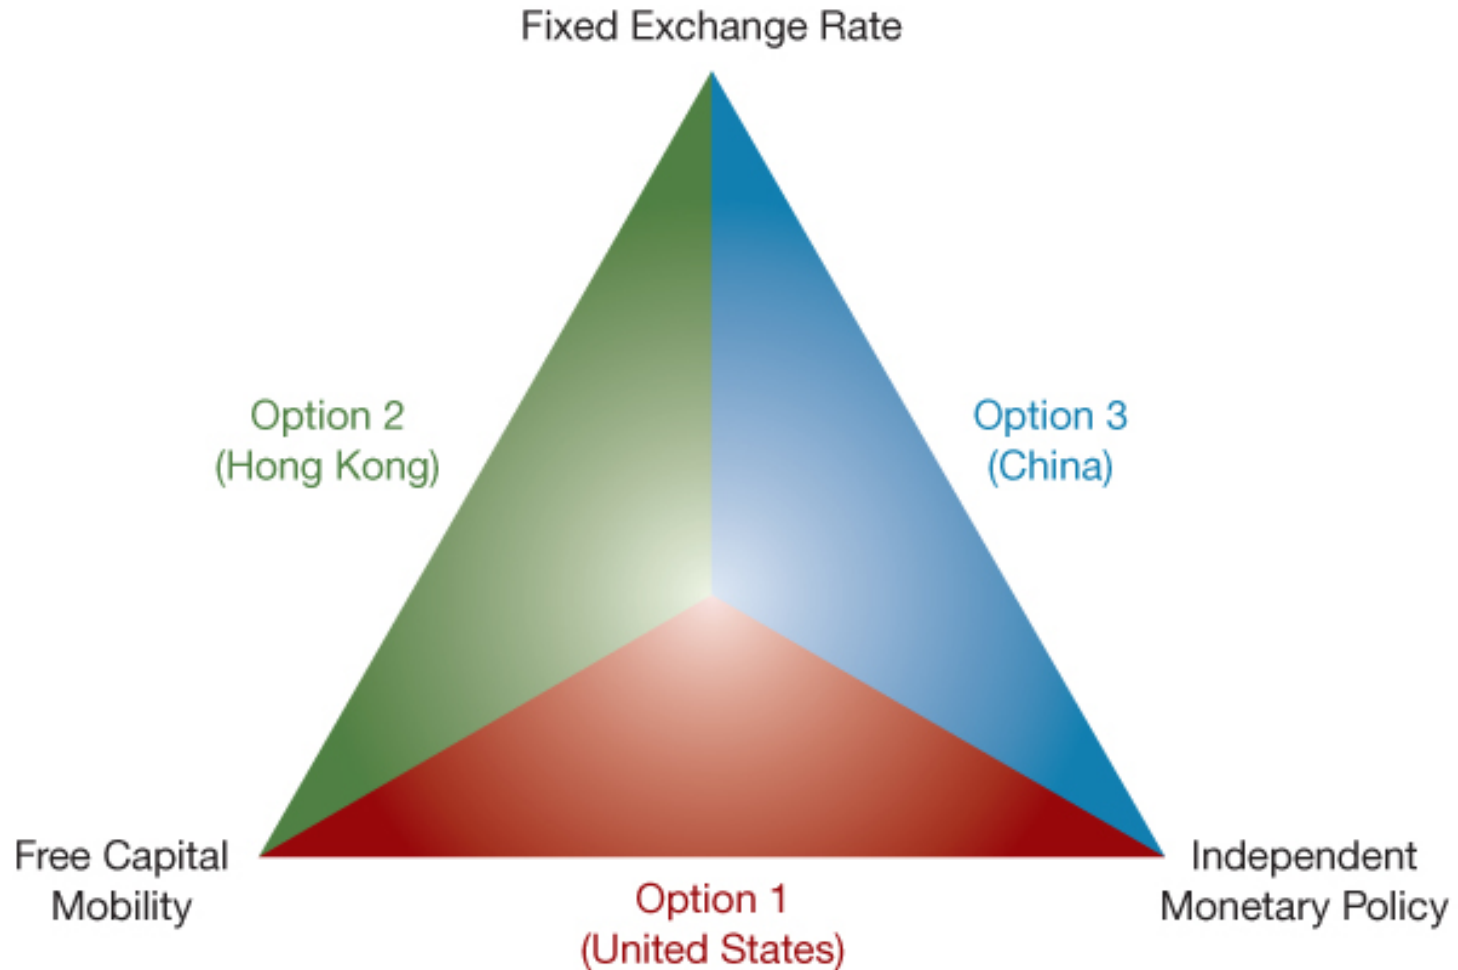 Fixed Exchange Rate
Option 2
(Hong Kong)
Option 3
(China)
Free Capital
Mobility
Independent
Monetary Policy
Option 1
(United States)